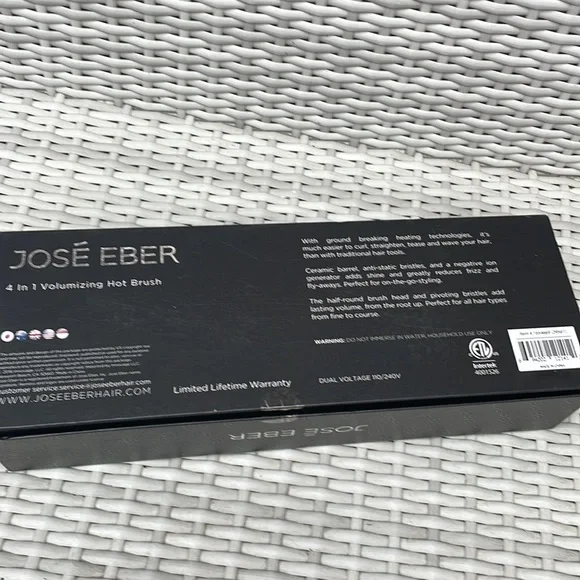 JOSÉ EBER
4 In 1 Volumizing Hot Brush
With ground breaking heating technologies, it's
much easier to curl, straighten, tease and wave your hair,
than with traditional hair tools.
Ceramic barrel, anti-static bristles, and a negative ion
generator adds shine and greatly reduces frizz and
fly-aways. Perfect for on-the-go-styling.
The half-round brush head and pivoting bristles add
lasting volume, from the root up. Perfect for all hair types
from fine to course.
WARNING: DO NOT IMMERSE IN WATER, HOUSEHOLD USE ONLY
DUAL VOLTAGE 110/240V
ETL
Intertek
4001526
Limited Lifetime Warranty
customer.service@joseeberhair.com
WWW.JOSEEBERHAIR.COM
JOSÉ EBER